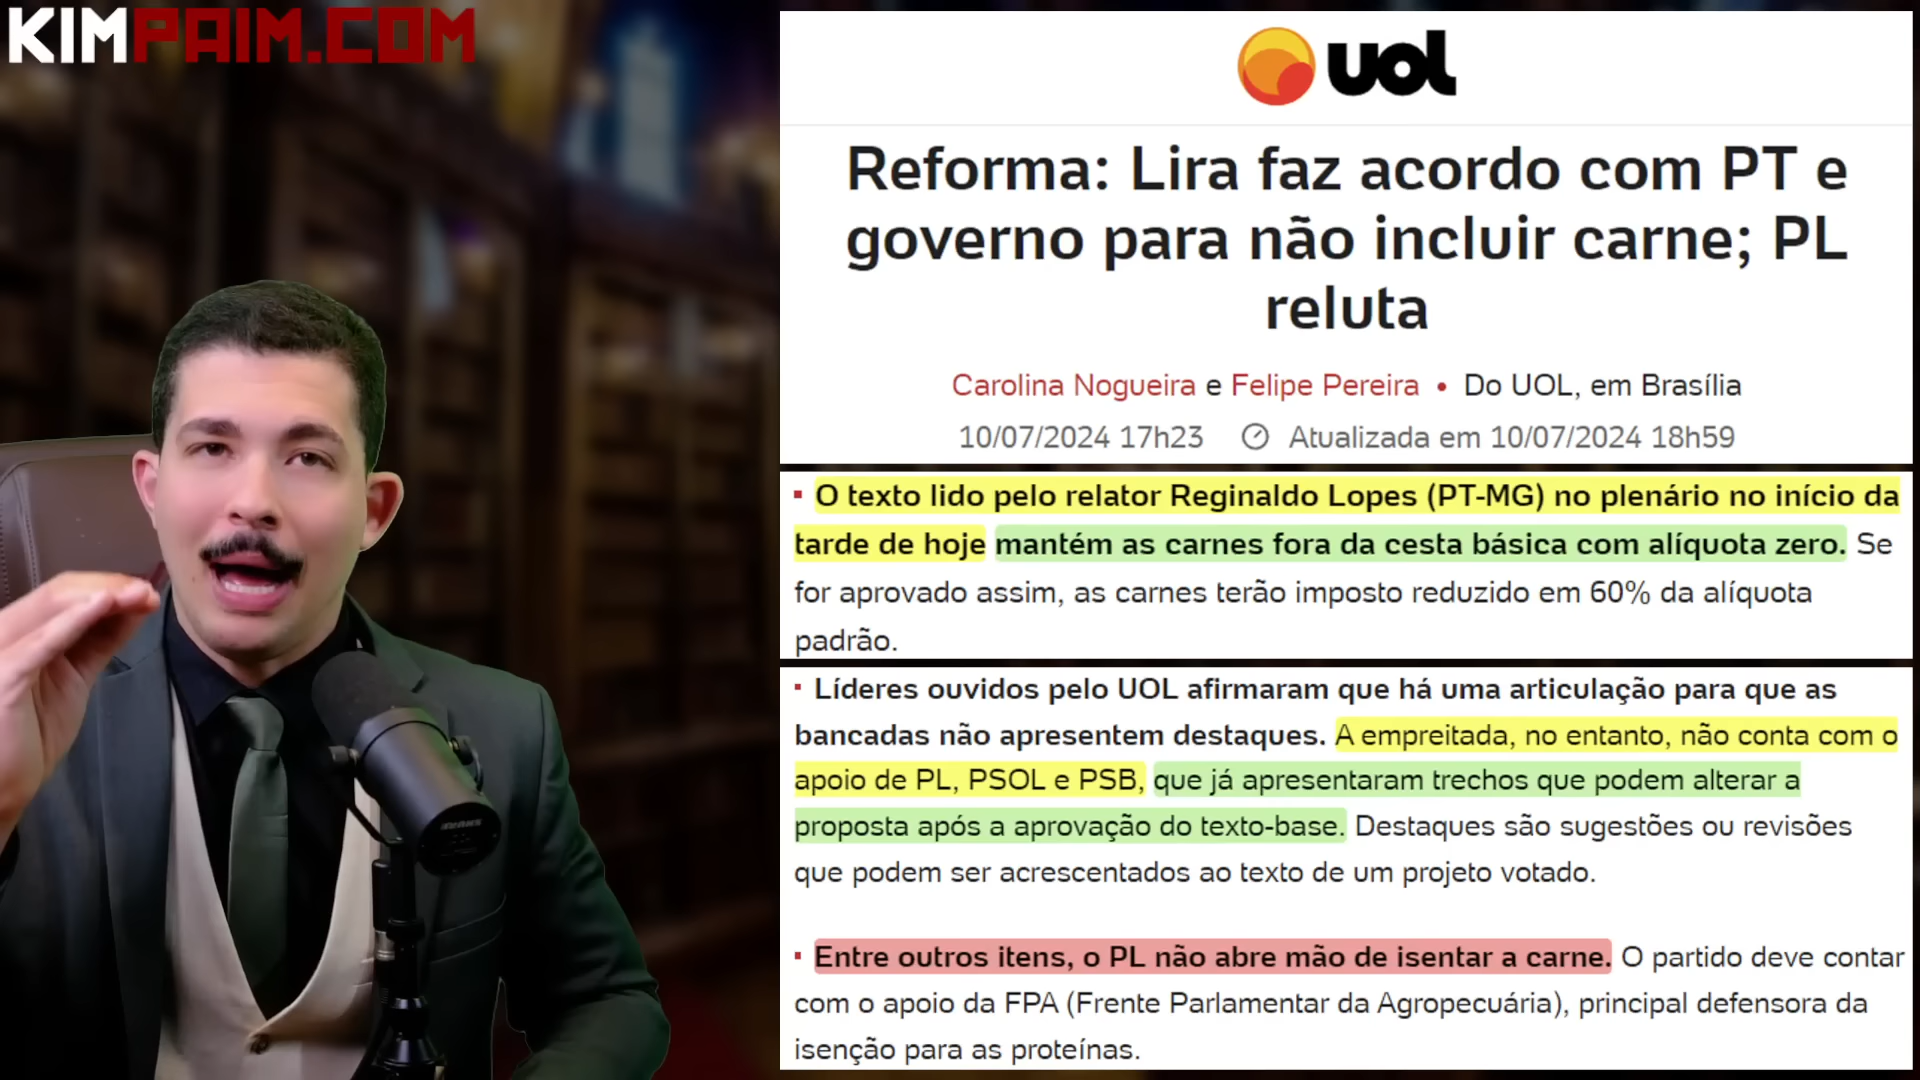 KIMPAIM.COM
uol
Reforma: Lira faz acordo com PT e
governo para não incluir carne; PL
reluta
Carolina Nogueira e Felipe Pereira • Do UOL, em Brasília
10/07/2024 17h23 Atualizada em 10/07/2024 18h59
O texto lido pelo relator Reginaldo Lopes (PT-MG) no plenário no início da
tarde de hoje mantém as carnes fora da cesta básica com alíquota zero. Se
for aprovado assim, as carnes terão imposto reduzido em 60% da alíquota
padrão.
Líderes ouvidos pelo UOL afirmaram que há uma articulação para que as
bancadas não apresentem destaques. A empreitada, no entanto, não conta com o
apoio de PL, PSOL e PSB, que já apresentaram trechos que podem alterar a
proposta após a aprovação do texto-base. Destaques são sugestões ou revisões
que podem ser acrescentados ao texto de um projeto votado.
Entre outros itens, o PL não abre mão de isentar a carne. O partido deve contar
com o apoio da FPA (Frente Parlamentar da Agropecuária), principal defensora da
isenção para as proteínas.